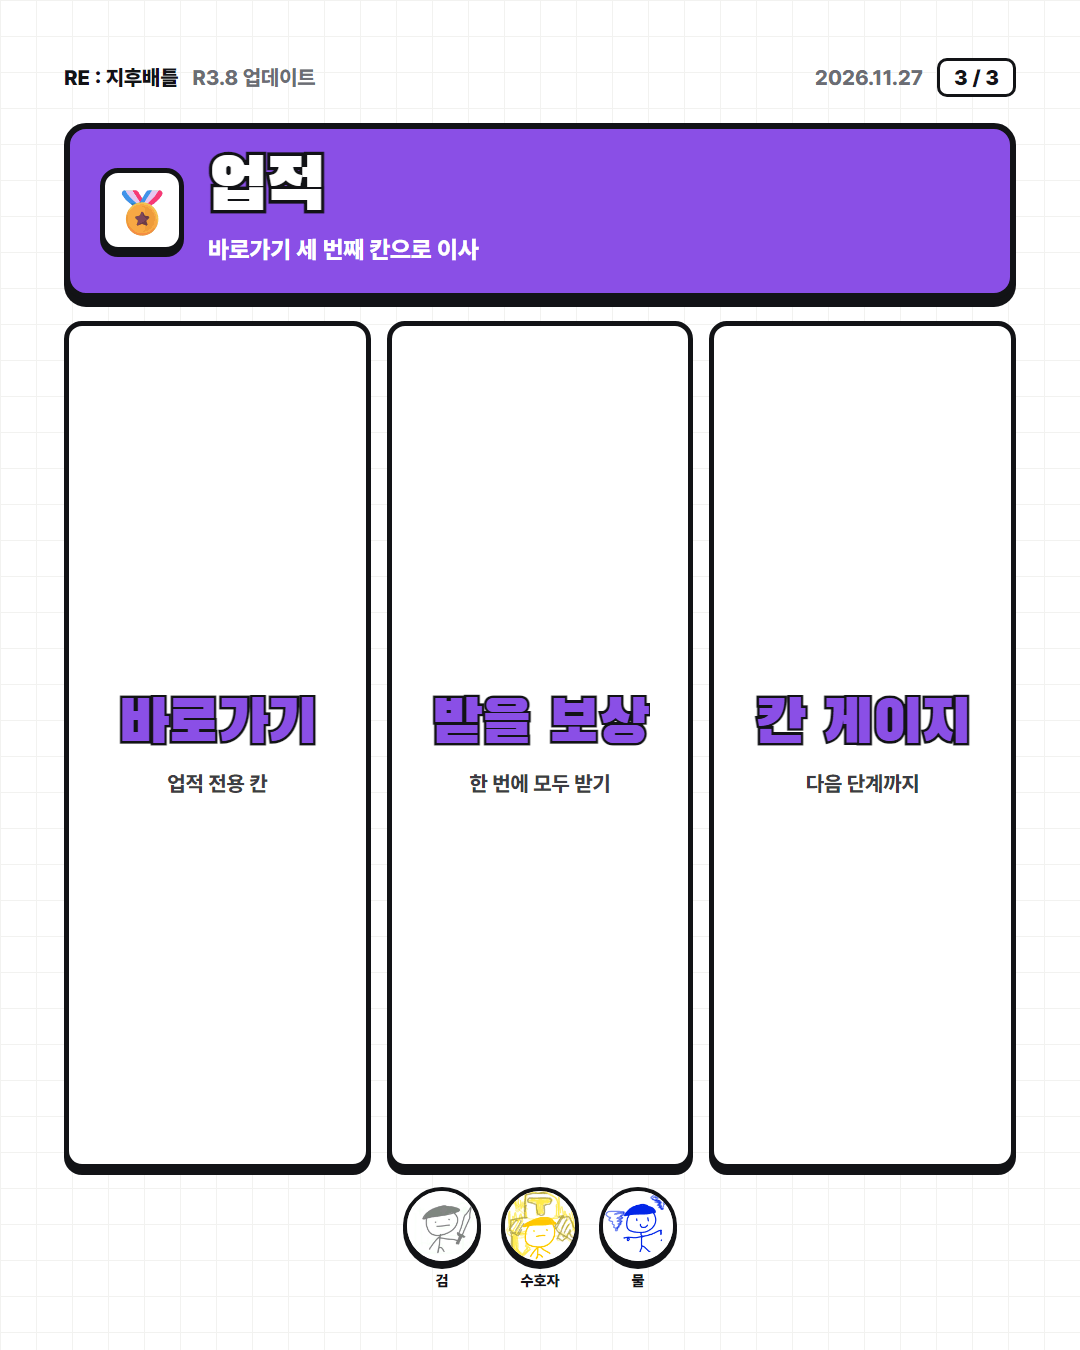 RE : 지후배틀 R3.8 업데이트
2026.11.27 3 / 3
업적
바로가기 세 번째 칸으로 이사
바로가기
업적 전용 칸
받을 보상
한 번에 모두 받기
칸 게이지
다음 단계까지
검
수호자
물